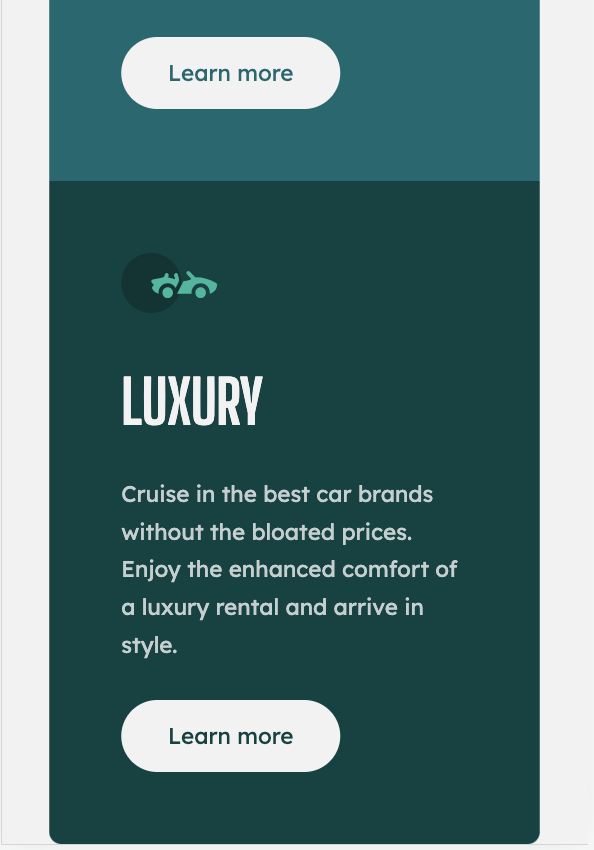 Learn more
LUXURY
Cruise in the best car brands
without the bloated prices.
Enjoy the enhanced comfort of
a luxury rental and arrive in
style.
Learn more